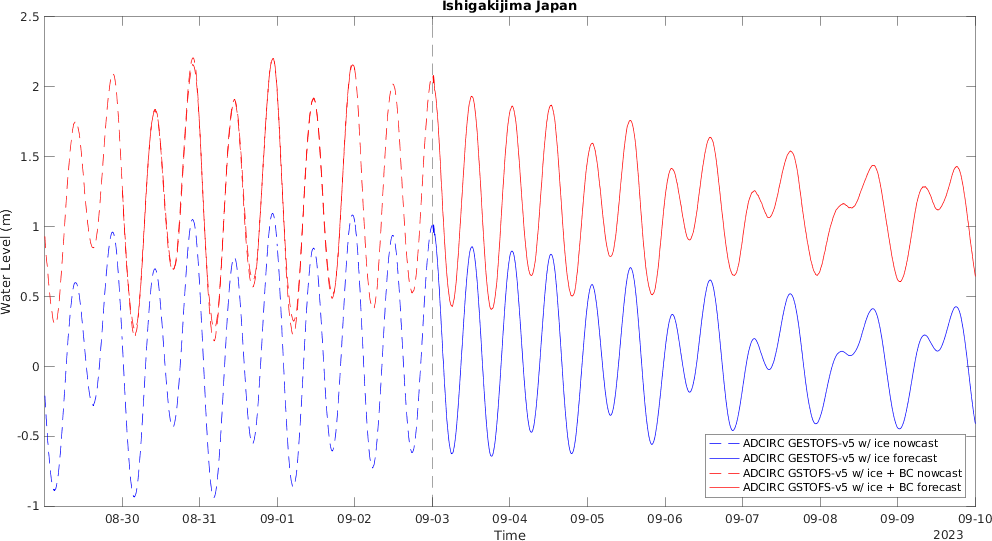 Ishigakijima Japan
2.5
2
1.5
1
0.5
0
-0.5
-1
Water Level (m)
ADCIRC GESTOFS-v5 w/ ice nowcast
ADCIRC GESTOFS-v5 w/ ice forecast
ADCIRC GSTOFS-v5 w/ ice + BC nowcast
ADCIRC GSTOFS-v5 w/ ice + BC forecast
08-30 08-31 09-01 09-02 09-03 09-04 09-05 09-06 09-07 09-08 09-09 09-10
Time
2023